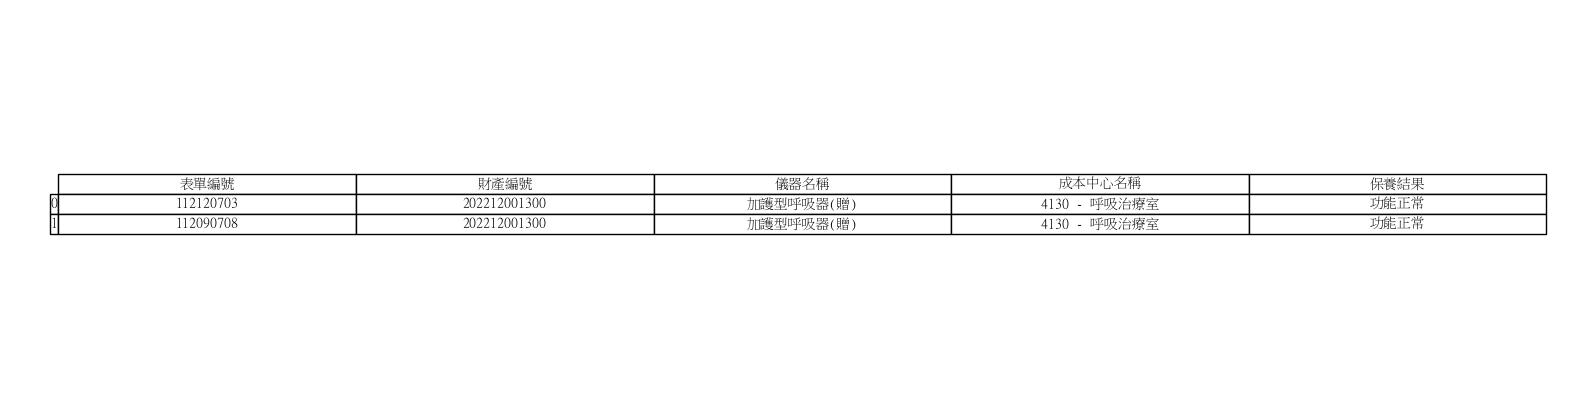 表單編號 財產編號 儀器名稱 成本中心名稱 保養結果
0 112120703 202212001300 加護型呼吸器(贈) 4130 - 呼吸治療室 功能正常
1 112090708 202212001300 加護型呼吸器(贈) 4130 - 呼吸治療室 功能正常